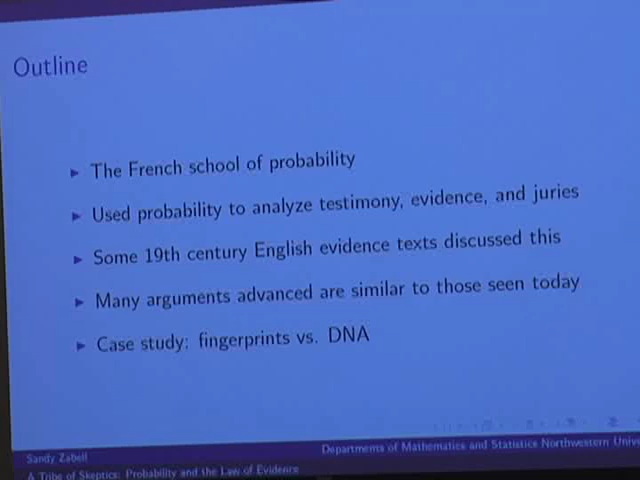 Outline
The French school of probability
Used probability to analyze testimony, evidence, and juries
Some 19th century English evidence texts discussed this
Many arguments advanced are similar to those seen today
Case study: fingerprints vs. DNA
Sandy Zabell
Departments of Mathematics and Statistics Northwestern Unive
A Tribe of Skeptics: Probability and the Law of Evidence